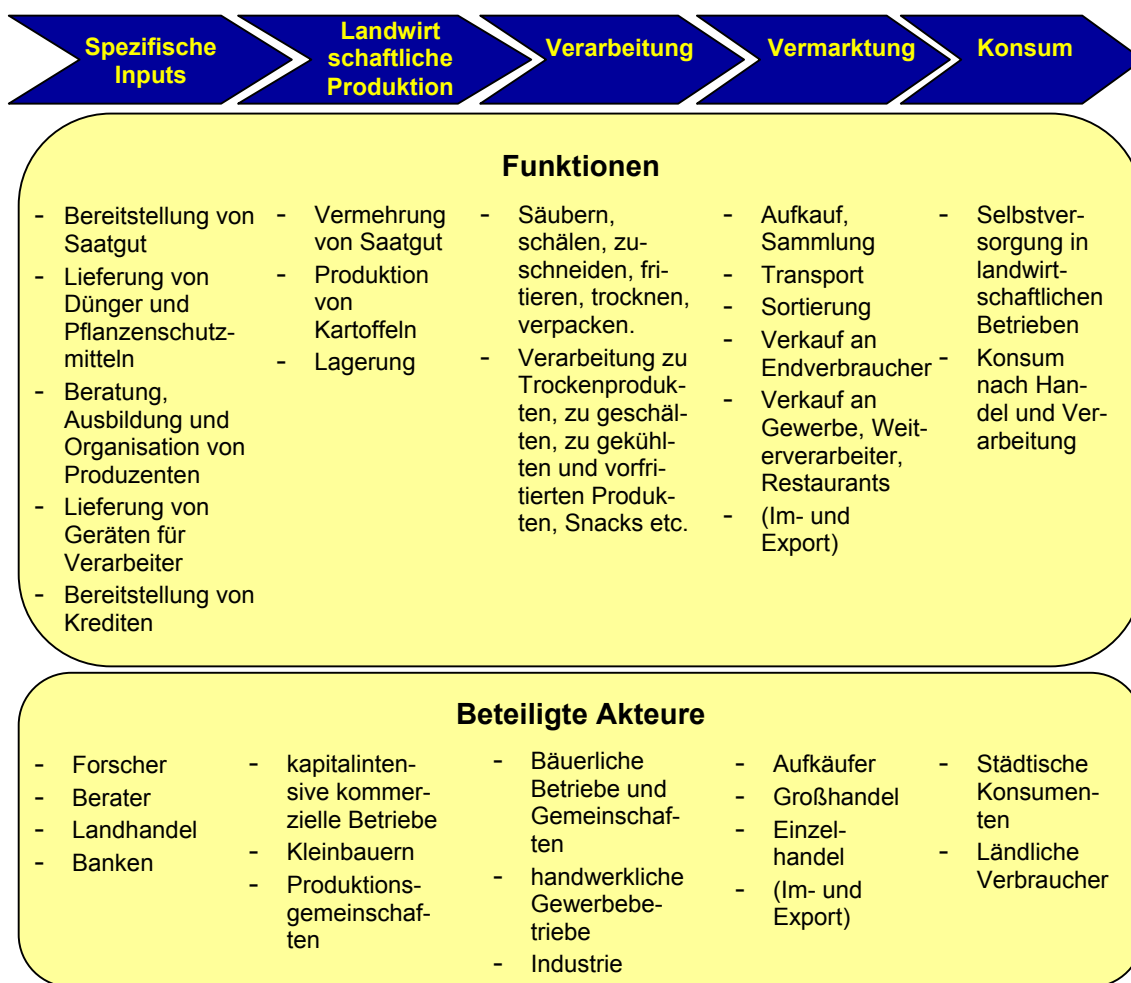 Spezifische
Inputs
Landwirt
schaftliche
Produktion
Verarbeitung
Vermarktung
Konsum
Funktionen
- Bereitstellung von
Saatgut
- Lieferung von
Dünger und
Pflanzenschutz-
mitteln
- Beratung,
Ausbildung und
Organisation von
Produzenten
- Lieferung von
Geräten für
Verarbeiter
- Bereitstellung von
Krediten
- Vermehrung
von Saatgut
- Produktion
von
Kartoffeln
- Lagerung
- Säubern,
schälen, zu-
schneiden, fri-
tieren, trocknen,
verpacken.
- Verarbeitung zu
Trockenproduk-
ten, zu geschäl-
ten, zu gekühl-
ten und vorfri-
tierten Produk-
ten, Snacks etc.
- Aufkauf,
Sammlung
- Transport
- Sortierung
- Verkauf an
Endverbraucher
- Verkauf an
Gewerbe, Weit-
erverarbeiter,
Restaurants
- (Im- und
Export)
- Selbstver-
sorgung in
landwirt-
schaftlichen
Betrieben
- Konsum
nach Han-
del und Ver-
arbeitung
Beteiligte Akteure
- Forscher
- Berater
- Landhandel
- Banken
- kapitalinten-
sive kommer-
zielle Betriebe
- Kleinbauern
- Produktions-
gemeinschaf-
ten
- Bäuerliche
Betriebe und
Gemeinschaf-
ten
- handwerkliche
Gewerbebe-
triebe
- Industrie
- Aufkäufer
- Großhandel
- Einzel-
handel
- (Im- und
Export)
- Städtische
Konsumen-
ten
- Ländliche
Verbraucher